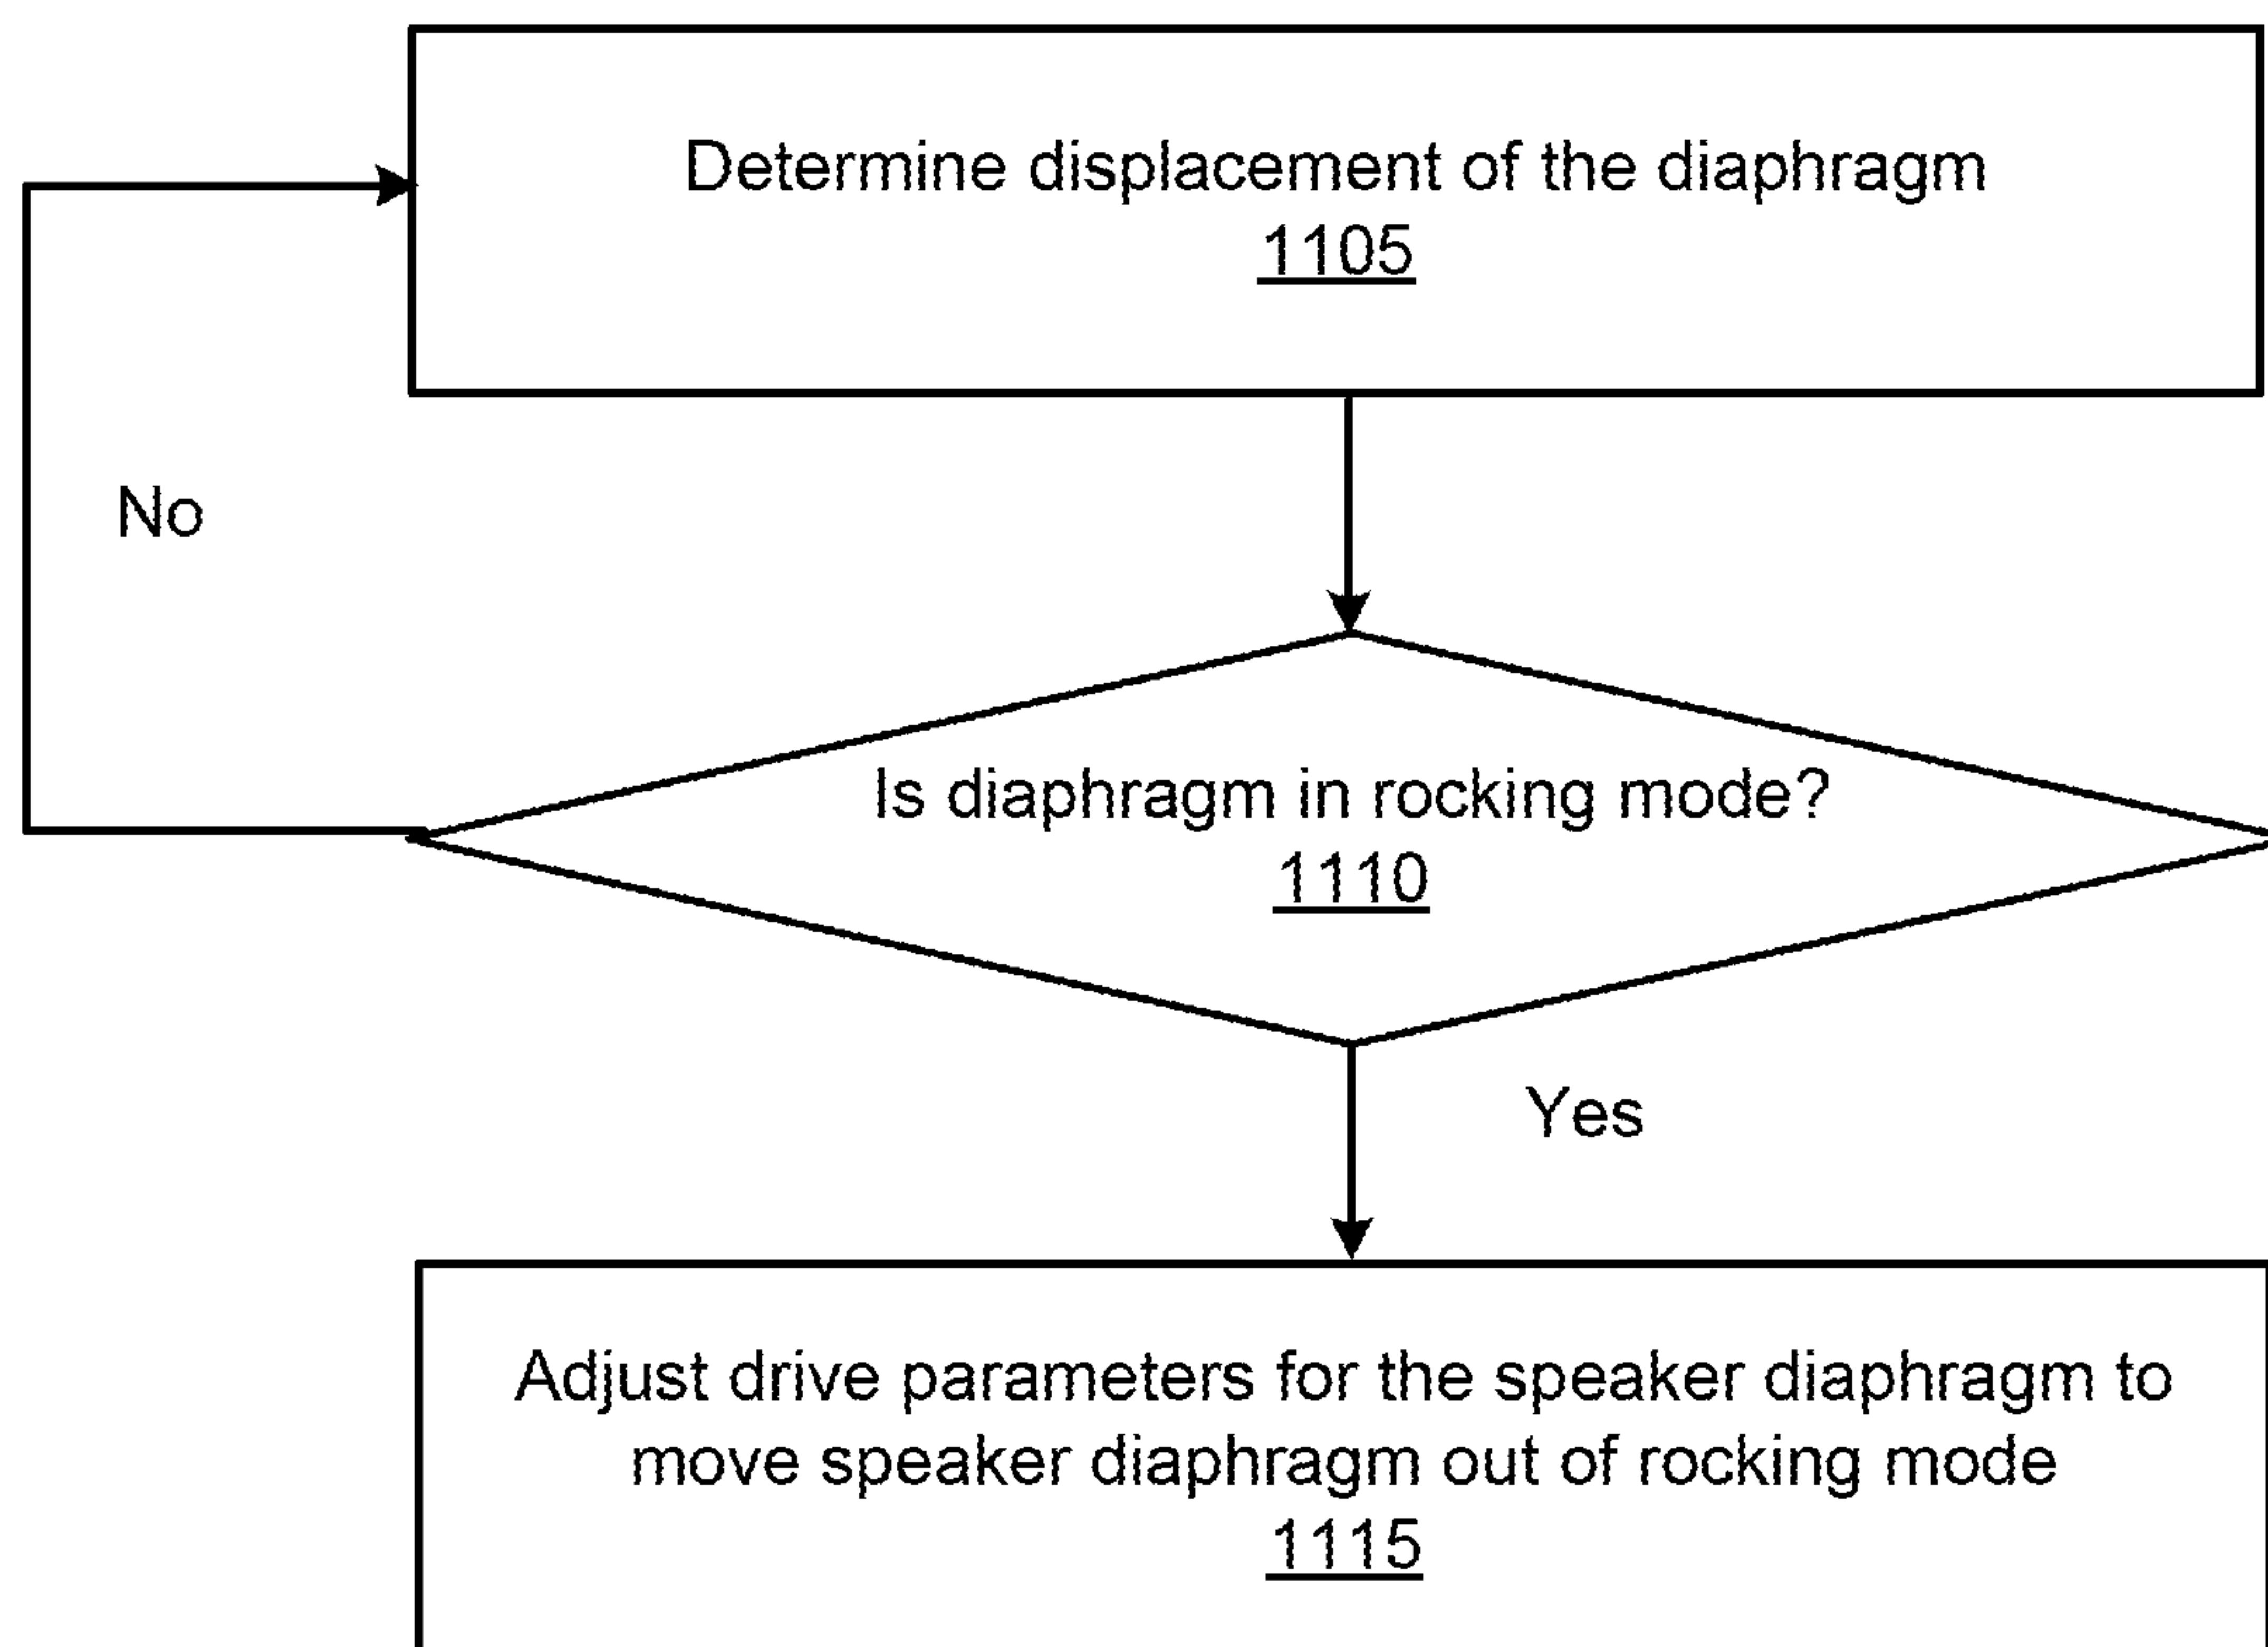 Determine displacement of the diaphragm
1105
No
Is diaphragm in rocking mode?
1110
Yes
Adjust drive parameters for the speaker diaphragm to
move speaker diaphragm out of rocking mode
1115